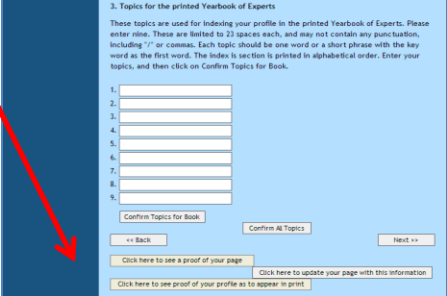 3. Topics for the printed Yearbook of Experts
These topics are used for indexing your profile in the printed Yearbook of Experts. Please
enter nine. These are limited to 23 spaces each, and may not contain any punctuation,
including "/" or commas. Each topic should be one word or a short phrase with the key
word as the first word. The index is section is printed in alphabetical order. Enter your
topics, and then click on Confirm Topics for Book.
1.
2.
3.
4.
5.
6.
7.
8.
9.
Confirm Topics for Book
Confirm All Topics
<< Back
Next >>
Click here to see a proof of your page
Click here to update your page with this information
Click here to see proof of your profile as to appear in print